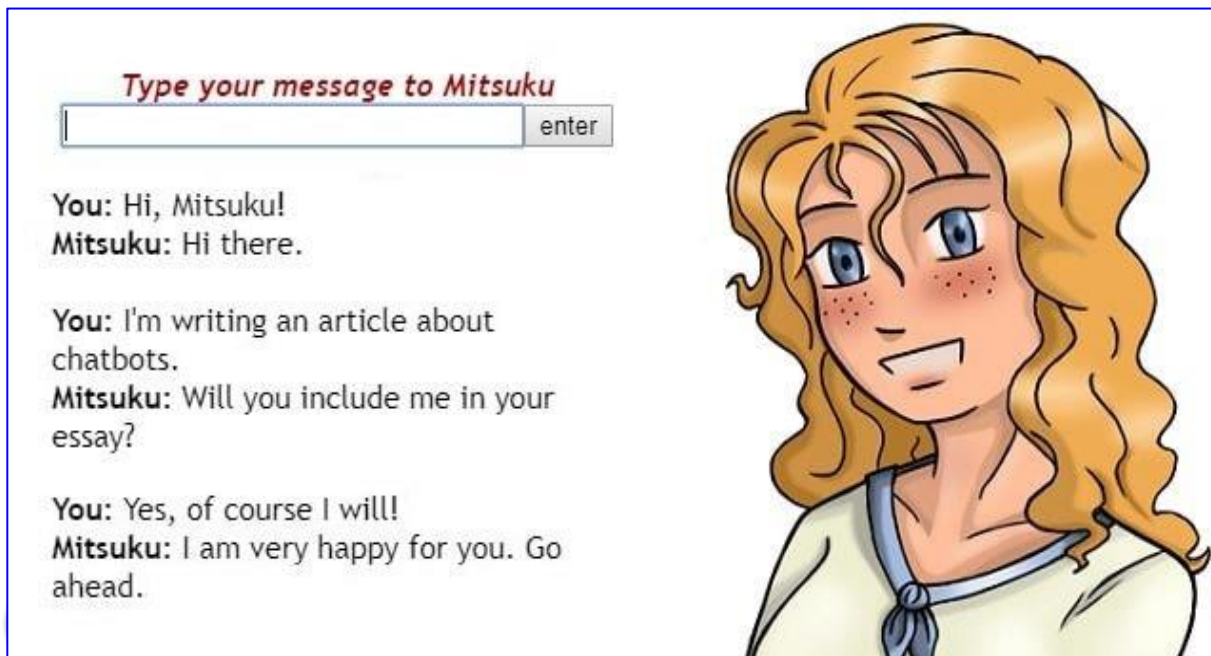 Type your message to Mitsuku
enter
You: Hi, Mitsuku!
Mitsuku: Hi there.
You: I'm writing an article about
chatbots.
Mitsuku: Will you include me in your
essay?
You: Yes, of course I will!
Mitsuku: I am very happy for you. Go
ahead.